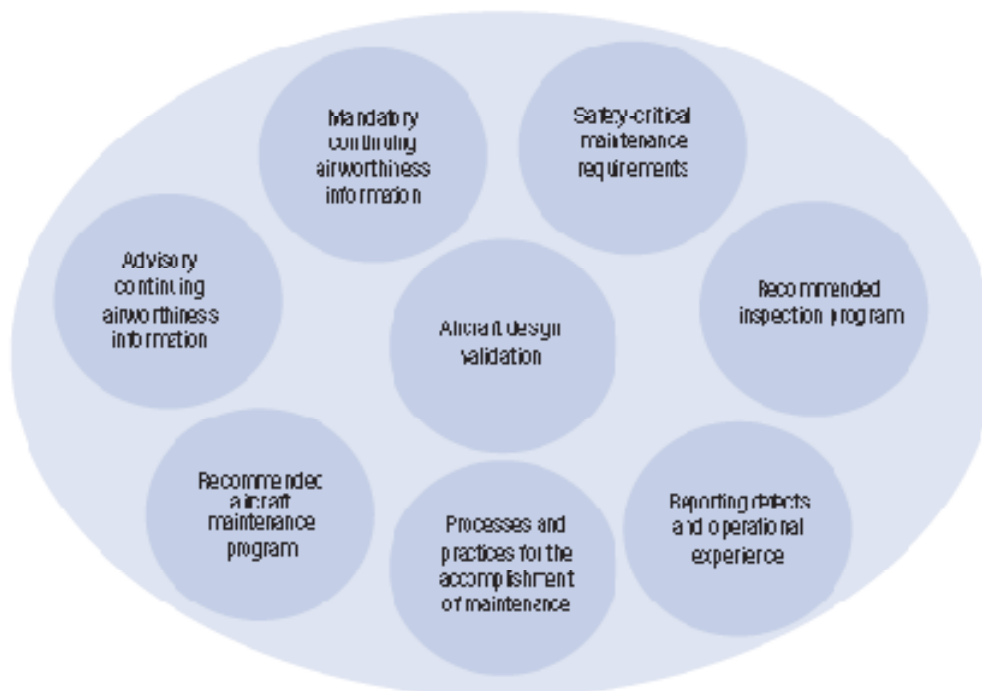 Mandatory
continuing
airworthiness
information
Safety-critical
maintenance
requirements
Advisory
continuing
airworthiness
information
Aircraft design
validation
Recommended
inspection program
Recommended
aircraft
maintenance
program
Processes and
practices for the
accomplishment
of maintenance
Reporting defects
and operational
experience